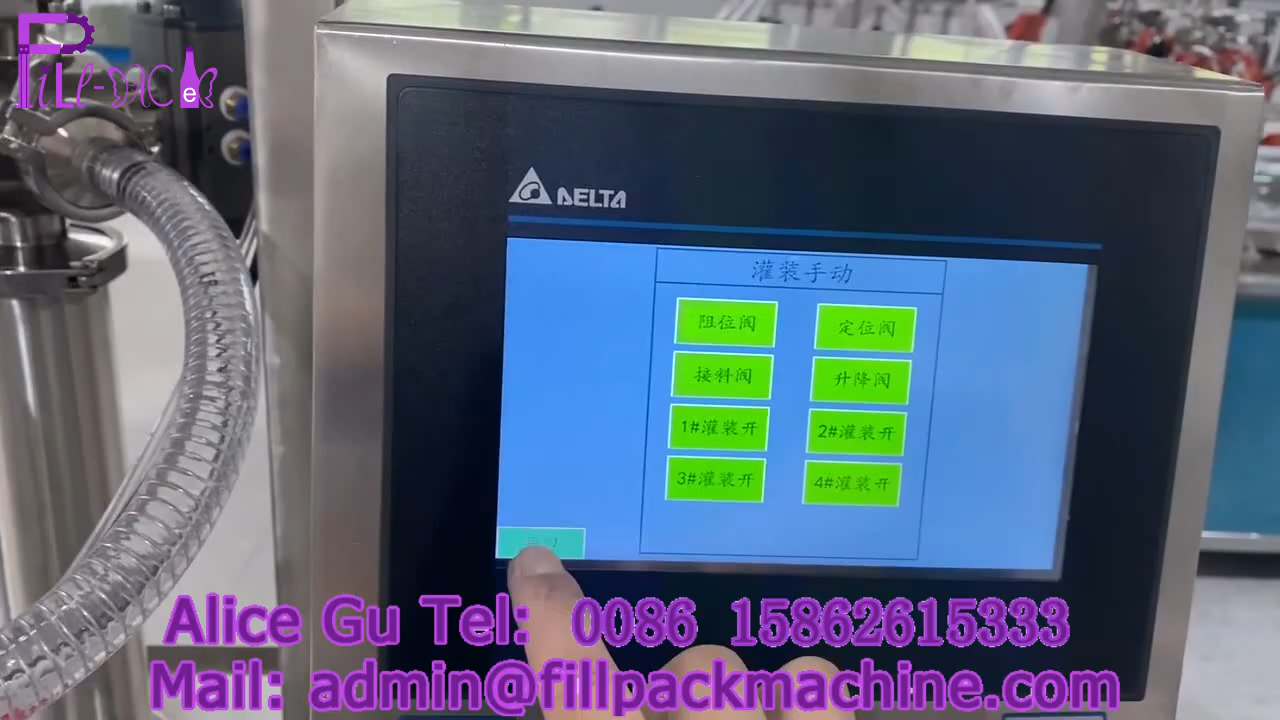 Fill-PACK
e
DELTA
灌装手动
阻位阀 定位阀
接料阀 升降阀
1#灌装开 2#灌装开
3#灌装开 4#灌装开
Alice Gu Tel: 0086 15862615333
Mail: admin@fillpackmachine.com